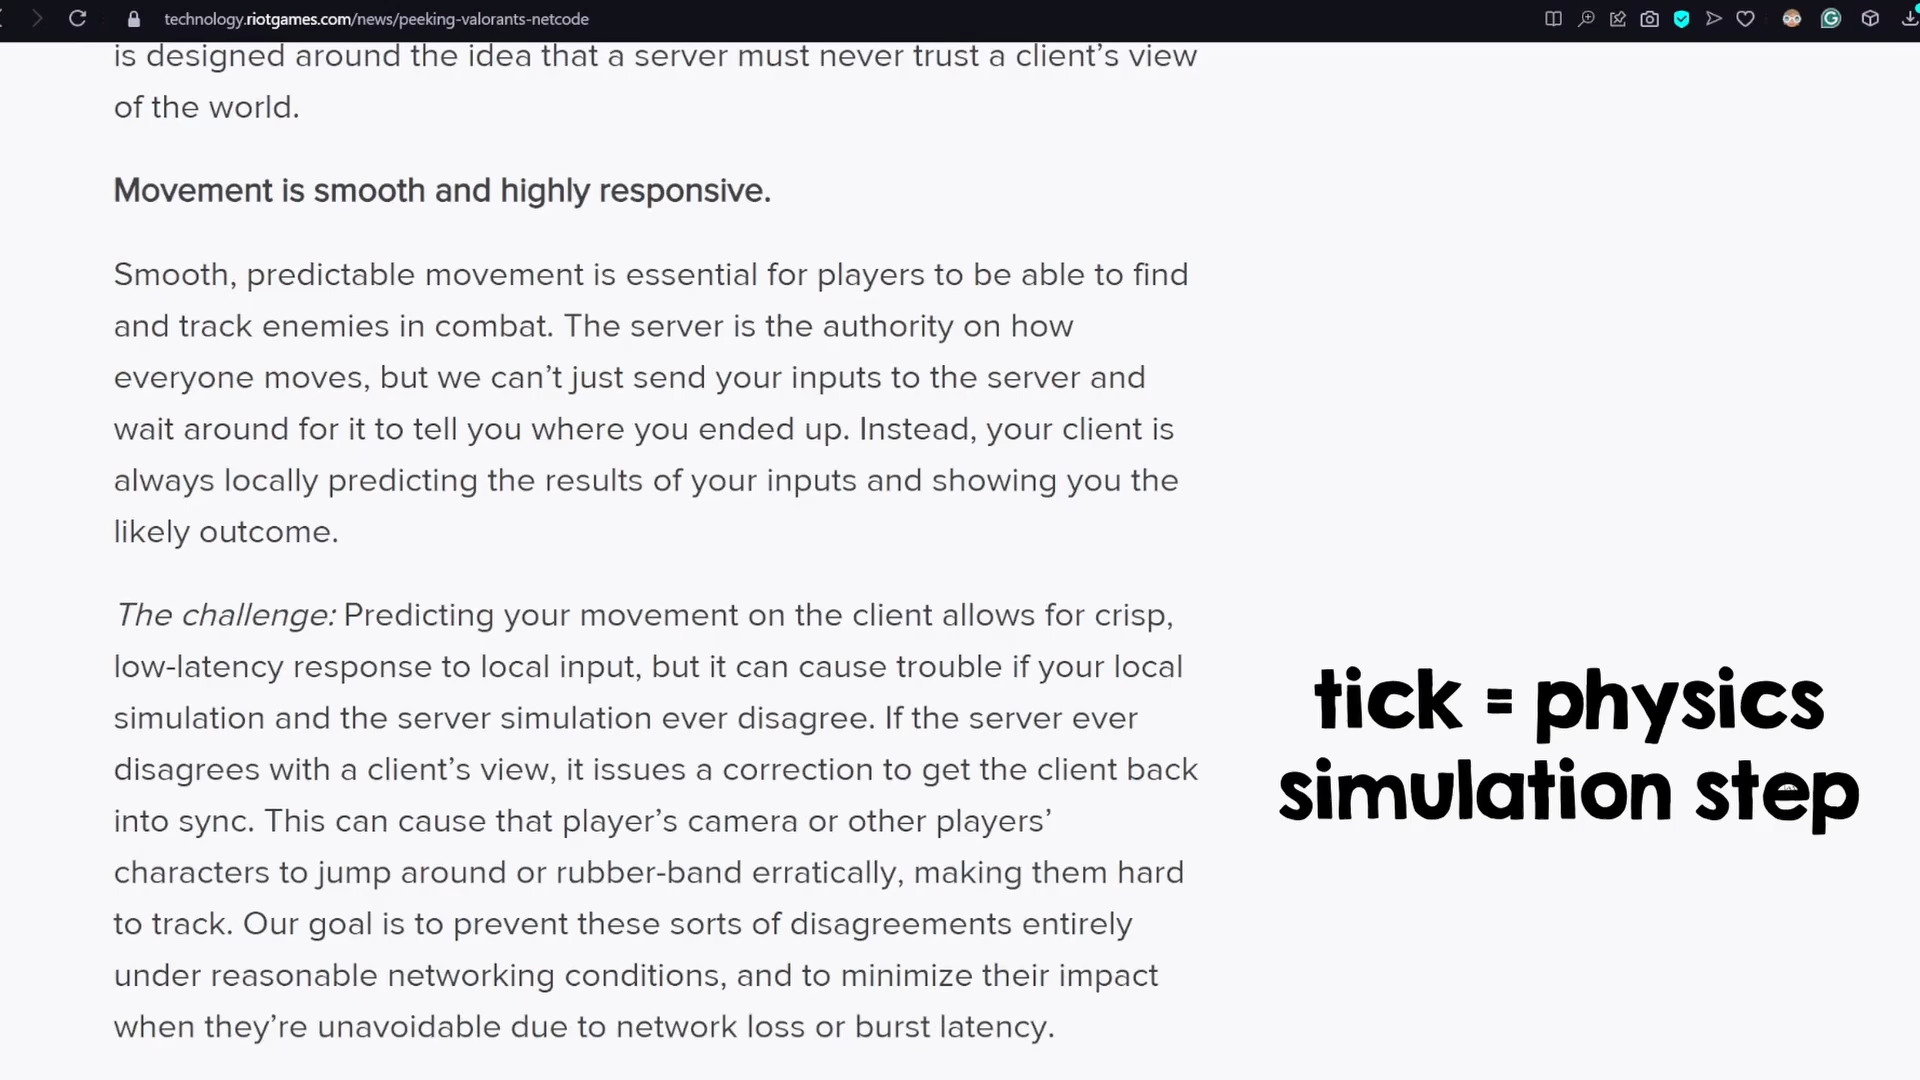 technology.riotgames.com/news/peeking-valorants-netcode
is designed around the idea that a server must never trust a client’s view
of the world.
Movement is smooth and highly responsive.
Smooth, predictable movement is essential for players to be able to find
and track enemies in combat. The server is the authority on how
everyone moves, but we can’t just send your inputs to the server and
wait around for it to tell you where you ended up. Instead, your client is
always locally predicting the results of your inputs and showing you the
likely outcome.
The challenge: Predicting your movement on the client allows for crisp,
low-latency response to local input, but it can cause trouble if your local
simulation and the server simulation ever disagree. If the server ever
disagrees with a client’s view, it issues a correction to get the client back
into sync. This can cause that player’s camera or other players’
characters to jump around or rubber-band erratically, making them hard
to track. Our goal is to prevent these sorts of disagreements entirely
under reasonable networking conditions, and to minimize their impact
when they’re unavoidable due to network loss or burst latency.
tick = physics
simulation step